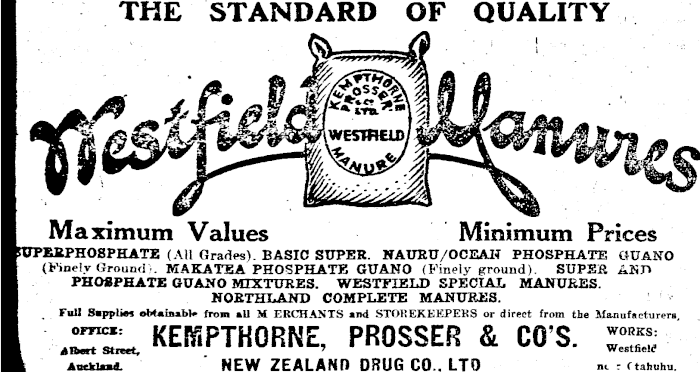 THE STANDARD OF QUALITY
Westfield Manures
KEMPTHORNE
PROSSER
& CO
LTD.
WESTFIELD
MANURE
Maximum Values Minimum Prices
SUPERPHOSPHATE (All Grades). BASIC SUPER. NAURU/OCEAN PHOSPHATE GUANO
(Finely Ground). MAKATEA PHOSPHATE GUANO (Finely ground). SUPER AND
PHOSPHATE GUANO MIXTURES. WESTFIELD SPECIAL MANURES.
NORTHLAND COMPLETE MANURES.
Full Supplies obtainable from all MERCHANTS and STOREKEEPERS or direct from the Manufacturers,
OFFICE: KEMPTHORNE, PROSSER & CO'S. WORKS:
Albert Street, Westfield
Auckland. NEW ZEALAND DRUG CO., LTD